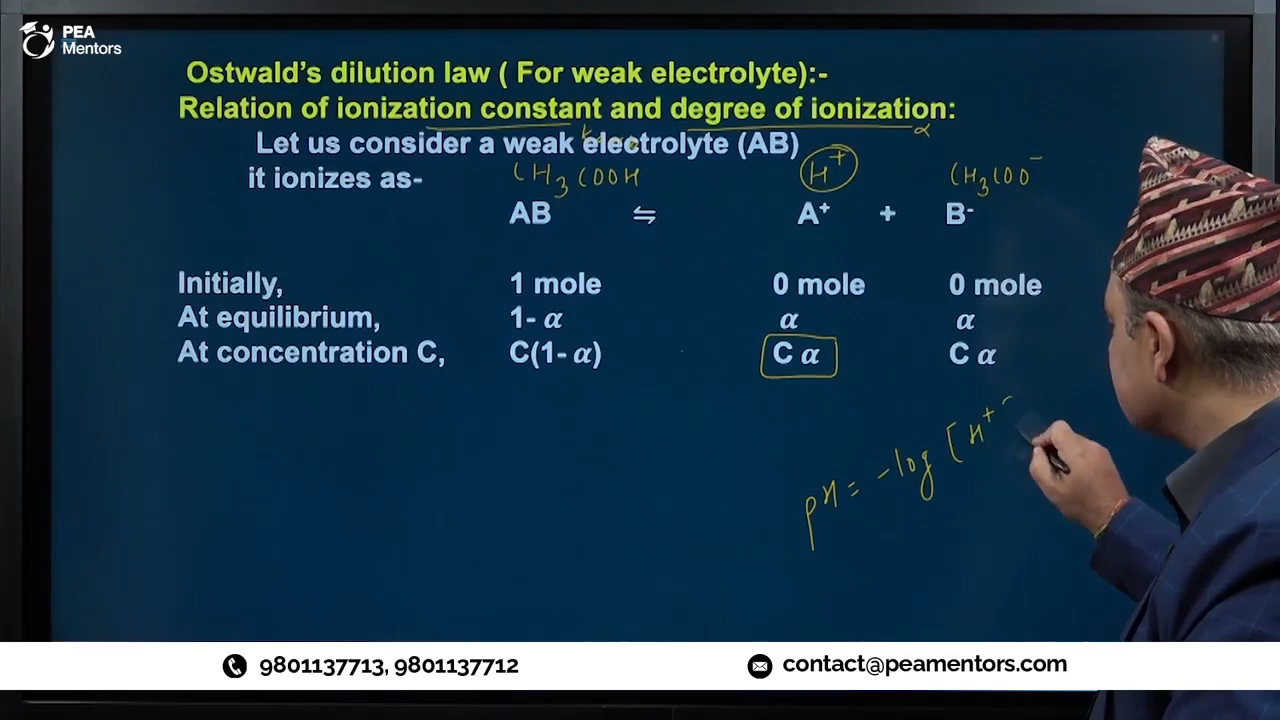 PEA
Mentors
Ostwald’s dilution law ( For weak electrolyte):-
Relation of ionization constant and degree of ionization:
α
Let us consider a weak electrolyte (AB)
it ionizes as-
CH3COOH H+ CH3COO-
AB ⇋ A+ + B-
Initially, 1 mole 0 mole 0 mole
At equilibrium, 1- α α α
At concentration C, C(1- α) C α C α
pH = -log [H+
9801137713, 9801137712
contact@peamentors.com